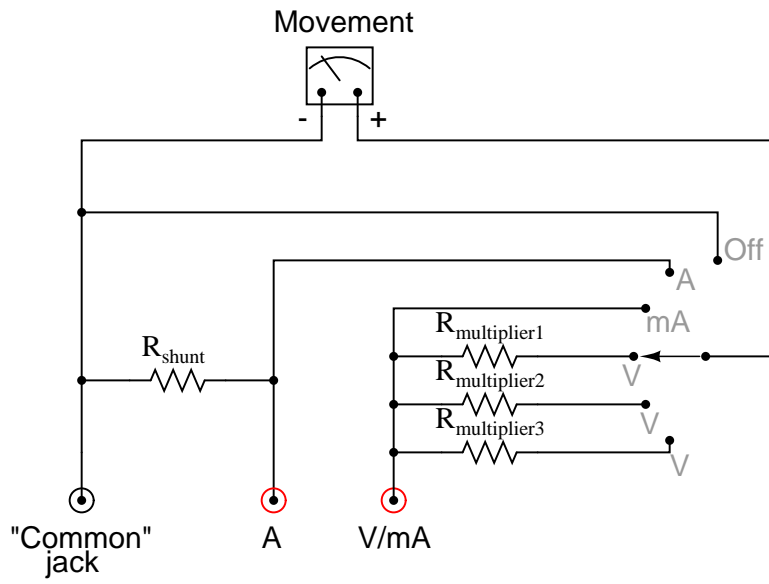 Movement
- +
Off
A
mA
Rmultiplier1
Rshunt
V
Rmultiplier2
V
Rmultiplier3
V
"Common"
jack
A
V/mA